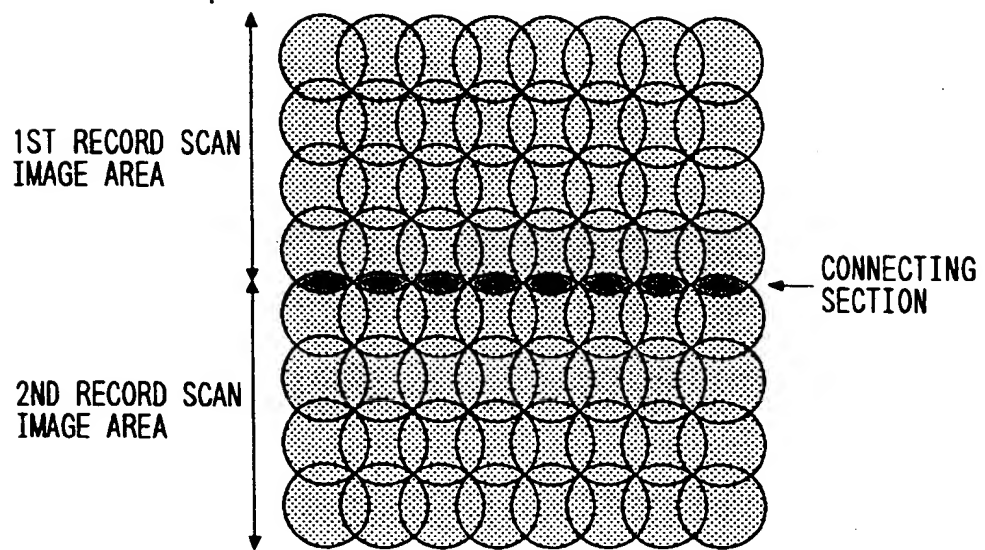 1ST RECORD SCAN
IMAGE AREA
CONNECTING
SECTION
2ND RECORD SCAN
IMAGE AREA